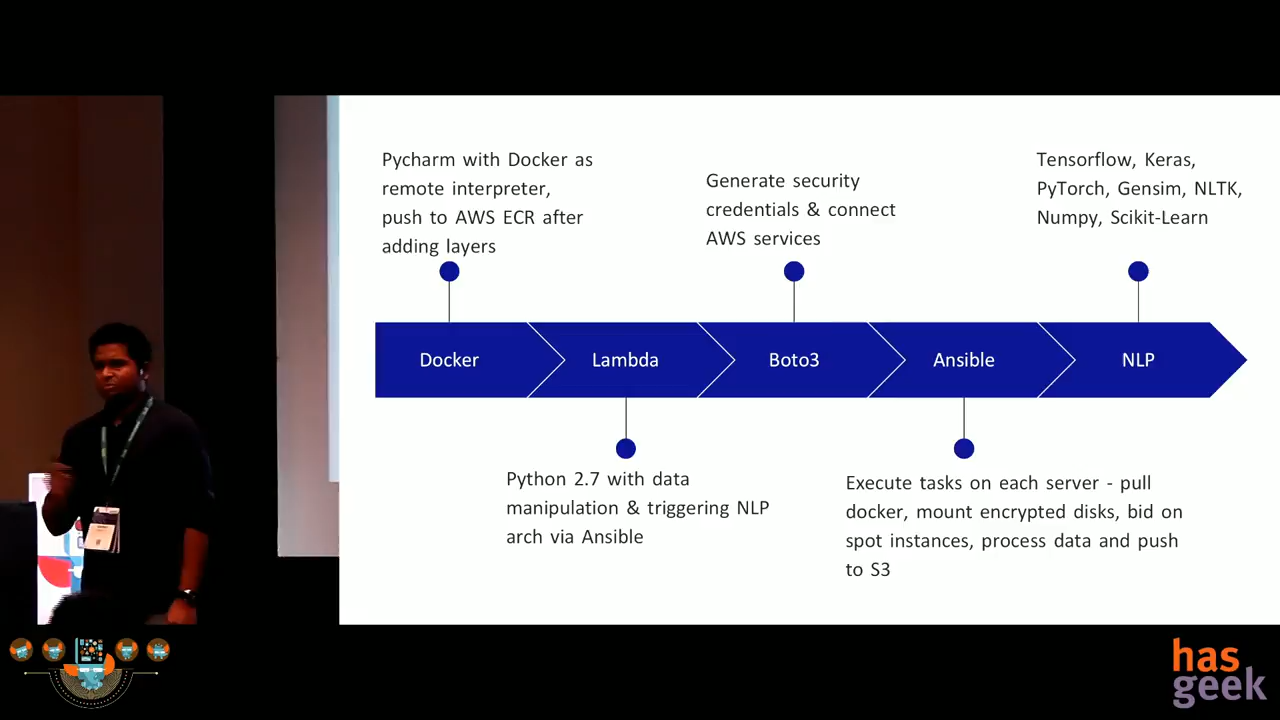 Pycharm with Docker as
remote interpreter,
push to AWS ECR after
adding layers
Generate security
credentials & connect
AWS services
Tensorflow, Keras,
PyTorch, Gensim, NLTK,
Numpy, Scikit-Learn
Docker
Lambda
Boto3
Ansible
NLP
Python 2.7 with data
manipulation & triggering NLP
arch via Ansible
Execute tasks on each server - pull
docker, mount encrypted disks, bid on
spot instances, process data and push
to S3
has
geek